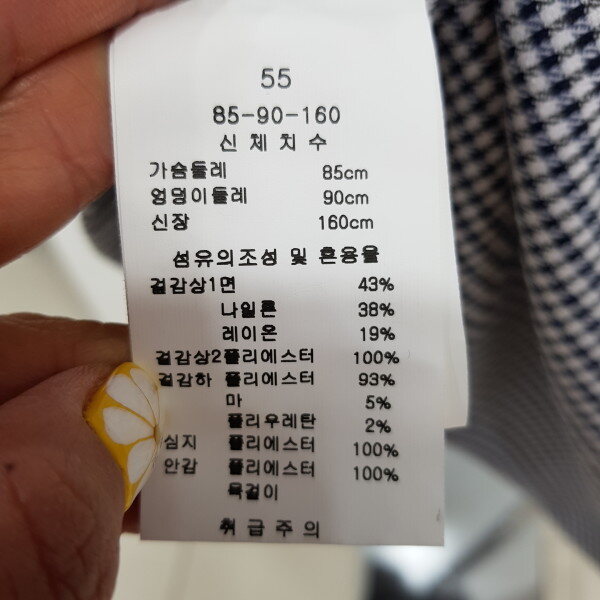 55
85-90-160
신체치수
가슴둘레 85cm
엉덩이둘레 90cm
신장 160cm
섬유의조성 및 혼용율
겉감상1면 43%
나일론 38%
레이온 19%
겉감상2폴리에스터 100%
겉감하 폴리에스터 93%
마 5%
폴리우레탄 2%
심지 폴리에스터 100%
안감 폴리에스터 100%
목걸이
취급주의